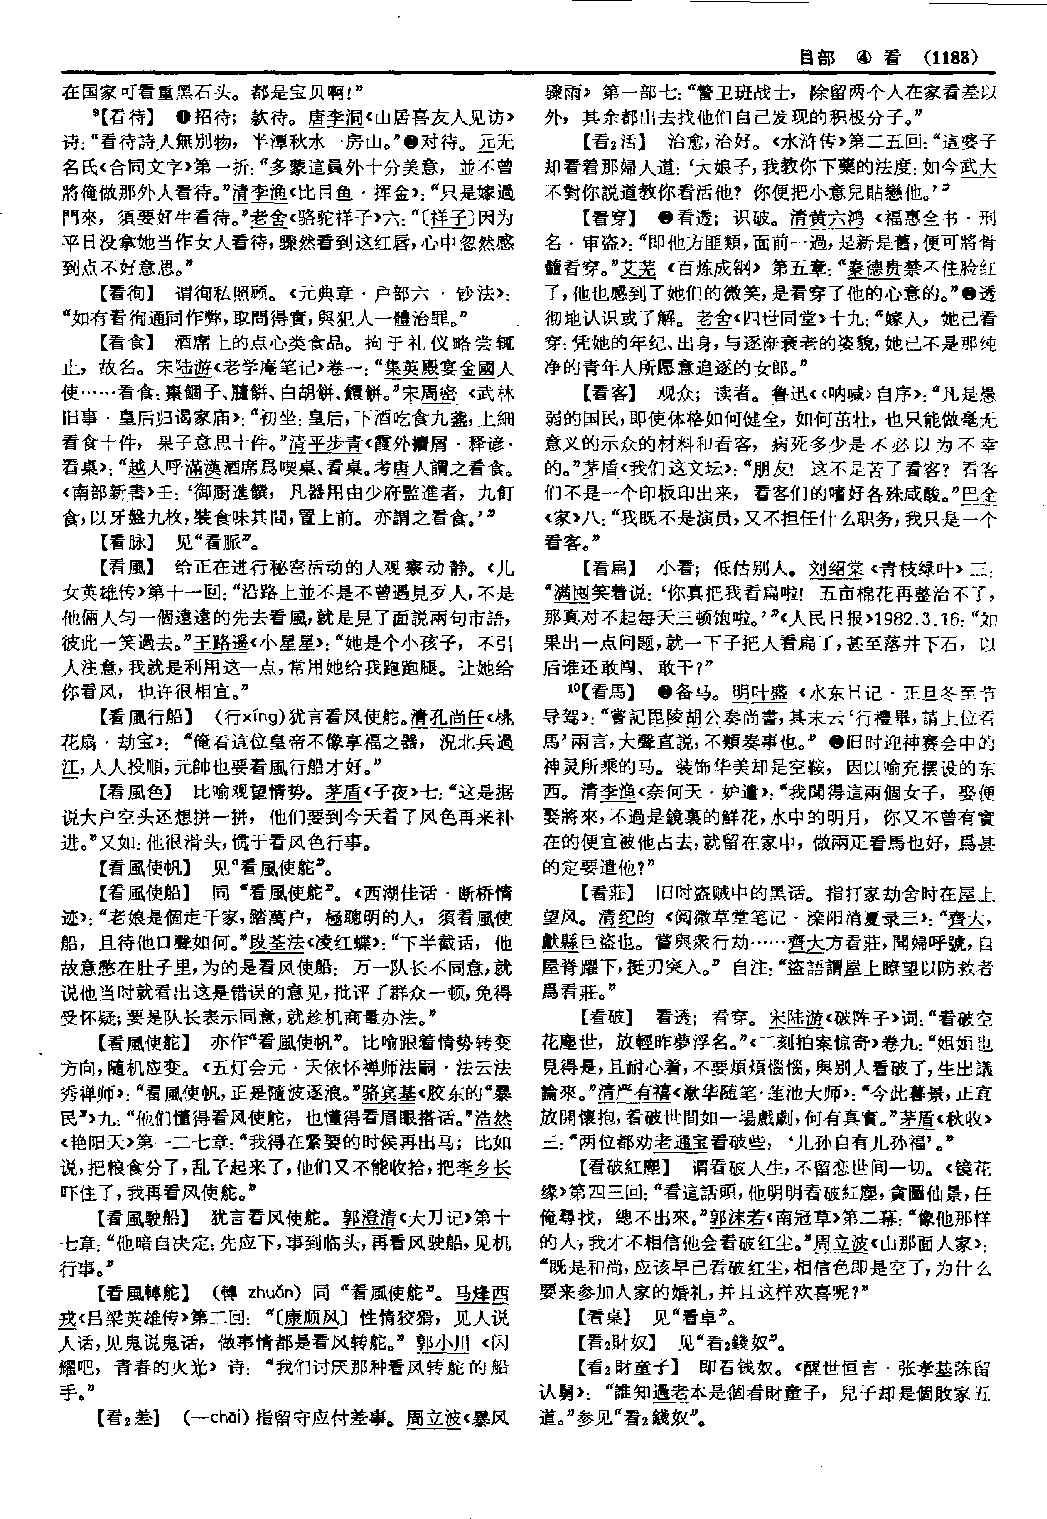 目部 ④ 看 (1183)
在国家可看重黑石头。都是宝贝啊!”
⁹【看待】 ❶招待；款待。唐李洞《山居喜友人见访》
诗：“看待詩人無别物，半潭秋水一房山。”❷对待。元无
名氏《合同文字》第一折：“多蒙這員外十分美意，並不曾
將俺做那外人看待。”清李渔《比目鱼·挥金》：“只是嫁過
門來，須要好生看待。”老舍《骆驼祥子》六：“〔祥子〕因为
平日没拿她当作女人看待，骤然看到这红唇，心中忽然感
到点不好意思。”
【看徇】 谓徇私照顾。《元典章·户部六·钞法》：
“如有看徇通同作弊，取問得實，與犯人一體治罪。”
【看食】 酒席上的点心类食品。拘于礼仪略尝辄
止，故名。宋陆游《老学庵笔记》卷一：“集英殿宴金國人
使……看食：棗䭔子、髓餅、白胡餅、䭔餅。”宋周密《武林
旧事·皇后归谒家庙》：“初坐：皇后，下酒吃食九盞，上細
看食十件，菓子意思十件。”清平步青《霞外攟屑·释谚·
看桌》：“越人呼滿漢酒席爲喫桌、看桌。考唐人謂之看食。
《南部新書》壬：‘御廚進饌，凡器用由少府監進者，九飣
食，以牙盤九枚，裝食味其間，置上前。亦謂之看食。’”
【看脉】 见“看脈”。
【看風】 给正在进行秘密活动的人观察动静。《儿
女英雄传》第十一回：“沿路上並不是不曾遇見歹人，不是
他倆人勻一個遠遠的先去看風，就是見了面説兩句市語，
彼此一笑過去。”王路遥《小星星》：“她是个小孩子，不引
人注意，我就是利用这一点，常用她给我跑跑腿。让她给
你看风，也许很相宜。”
【看風行船】 （行xíng）犹言看风使舵。清孔尚任《桃
花扇·劫宝》：“俺看這位皇帝不像享福之器，况北兵過
江，人人投順，元帥也要看風行船才好。”
【看風色】 比喻观望情势。茅盾《子夜》七：“这是据
说大户空头还想拼一拼，他们要到今天看了风色再来补
进。”又如：他很滑头，惯于看风色行事。
【看風使帆】 见“看風使舵”。
【看風使船】 同“看風使舵”。《西湖佳话·断桥情
迹》：“老娘是個走千家，踏萬户，極聰明的人，須看風使
船，且待他口聲如何。”段荃法《凌红蝶》：“下半截话，他
故意憋在肚子里，为的是看风使船：万一队长不同意，就
说他当时就看出这是错误的意见，批评了群众一顿，免得
受怀疑；要是队长表示同意，就趁机商量办法。”
【看風使舵】 亦作“看風使帆”。比喻跟着情势转变
方向，随机应变。《五灯会元·天依怀禅师法嗣·法云法
秀禅师》：“看風使帆，正是隨波逐浪。”骆宾基《胶东的“暴
民”》九：“他们懂得看风使舵，也懂得看眉眼搭话。”浩然
《艳阳天》第一二七章：“我得在紧要的时候再出马；比如
说，把粮食分了，乱子起来了，他们又不能收拾，把李乡长
吓住了，我再看风使舵。”
【看風駛船】 犹言看风使舵。郭澄清《大刀记》第十
七章：“他暗自决定：先应下，事到临头，再看风驶船，见机
行事。”
【看風轉舵】 （轉 zhuǎn）同“看風使舵”。马烽西
戎《吕梁英雄传》第二回：“〔康顺风〕性情狡猾，见人说
人话，见鬼说鬼话，做事情都是看风转舵。”郭小川《闪
耀吧，青春的火光》诗：“我们讨厌那种看风转舵的船
手。”
【看₂差】 （—chāi）指留守应付差事。周立波《暴风
骤雨》第一部七：“警卫班战士，除留两个人在家看差以
外，其余都出去找他们自己发现的积极分子。”
【看₂活】 治愈，治好。《水浒传》第二五回：“這婆子
却看着那婦人道：‘大娘子，我教你下藥的法度：如今武大
不對你説道教你看活他？你便把小意兒貼戀他。’”
【看穿】 ❶看透；识破。清黄六鸿《福惠全书·刑
名·审盗》：“即他方匪類，面前一過，是新是舊，便可將骨
髓看穿。”艾芜《百炼成钢》第五章：“秦德贵禁不住脸红
了，他也感到了她们的微笑，是看穿了他的心意的。”❷透
彻地认识或了解。老舍《四世同堂》十九：“嫁人，她已看
穿：凭她的年纪、出身，与逐渐衰老的姿貌，她已不是那纯
净的青年人所愿意追逐的女郎。”
【看客】 观众；读者。鲁迅《〈呐喊〉自序》：“凡是愚
弱的国民，即使体格如何健全，如何茁壮，也只能做毫无
意义的示众的材料和看客，病死多少是不必以为不幸
的。”茅盾《我们这文坛》：“朋友！这不是苦了看客？看客
们不是一个印板印出来，看客们的嗜好各殊咸酸。”巴金
《家》八：“我既不是演员，又不担任什么职务，我只是一个
看客。”
【看扁】 小看；低估别人。刘绍棠《青枝绿叶》二：
“满囤笑着说：‘你真把我看扁啦！五亩棉花再整治不了，
那真对不起每天三顿饱啦。’”《人民日报》1982.3.16：“如
果出一点问题，就一下子把人看扁了，甚至落井下石，以
后谁还敢闯、敢干？”
¹⁰【看馬】 ❶备马。明叶盛《水东日记·正旦冬至节
导驾》：“嘗記毘陵胡公奏尚書，其末云‘行禮畢，請上位看
馬’兩言，大聲直説，不類奏事也。”❷旧时迎神赛会中的
神灵所乘的马。装饰华美却是空鞍，因以喻充摆设的东
西。清李渔《奈何天·妒遣》：“我聞得這兩個女子，娶便
娶將來，不過是鏡裏的鮮花，水中的明月，你又不曾有實
在的便宜被他占去；就留在家中，做兩疋看馬也好，爲甚
的定要遣他？”
【看莊】 旧时盗贼中的黑话。指打家劫舍时在屋上
望风。清纪昀《阅微草堂笔记·滦阳消夏录三》：“齊大，
獻縣巨盜也。嘗與衆行劫……齊大方看莊，聞婦呼號，自
屋脊躍下，挺刃突入。”自注：“盜語謂屋上瞭望以防救者
爲看莊。”
【看破】 看透；看穿。宋陆游《破阵子》词：“看破空
花塵世，放輕昨夢浮名。”《二刻拍案惊奇》卷九：“姐姐也
見得是，且耐心着，不要煩煩惱惱，與别人看破了，生出議
論來。”清严有禧《漱华随笔·莲池大师》：“今此暮景，正宜
放開懷抱，看破世間如一場戲劇，何有真實。”茅盾《秋收》
三：“两位都劝老通宝看破些，‘儿孙自有儿孙福’。”
【看破紅塵】 谓看破人生，不留恋世间一切。《镜花
缘》第四三回：“看這話頭，他明明看破紅塵，貪圖仙景，任
俺尋找，總不出來。”郭沫若《南冠草》第二幕：“像他那样
的人，我才不相信他会看破红尘。”周立波《山那面人家》：
“既是和尚，应该早已看破红尘，相信色即是空了，为什么
要来参加人家的婚礼，并且这样欢喜呢？”
【看桌】 见“看卓”。
【看₂財奴】 见“看₂錢奴”。
【看₂財童子】 即看钱奴。《醒世恒言·张孝基陈留
认舅》：“誰知過老本是個看財童子，兒子却是個敗家五
道。”参见“看₂錢奴”。